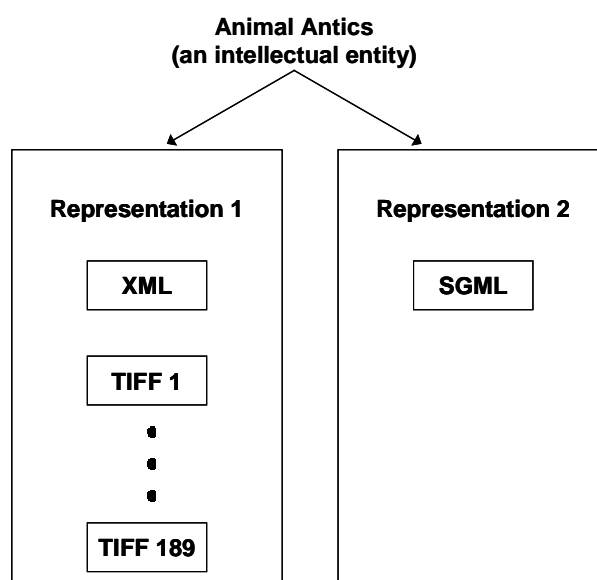 Animal Antics
(an intellectual entity)
Representation 1
XML
TIFF 1
TIFF 189
Representation 2
SGML